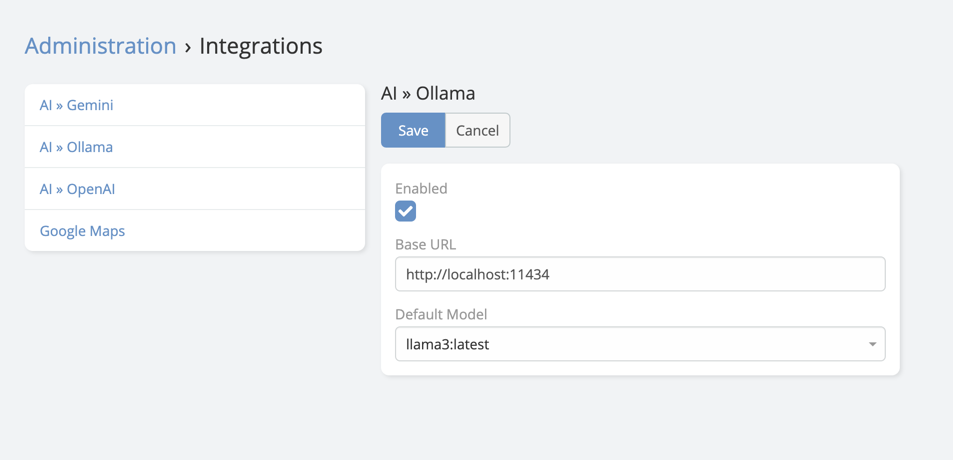 Administration › Integrations
AI » Gemini
AI » Ollama
AI » OpenAI
Google Maps
AI » Ollama
Save Cancel
Enabled
Base URL
http://localhost:11434
Default Model
llama3:latest